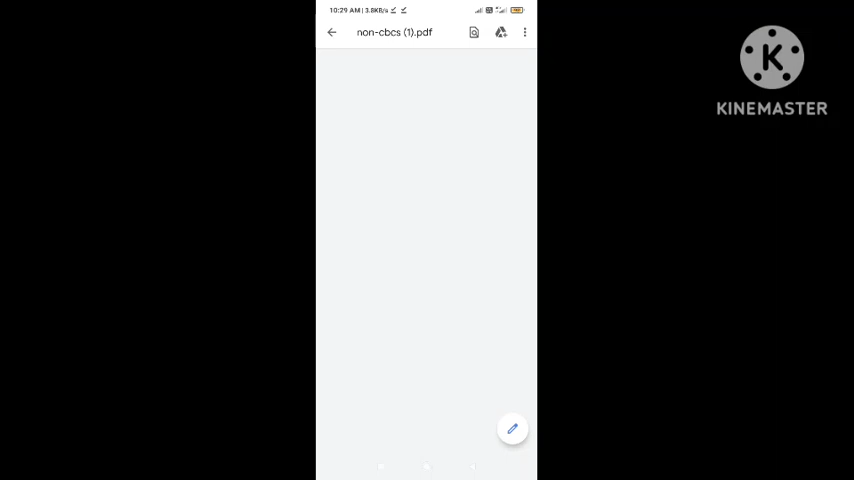 10:29 AM | 3.8KB/s
non-cbcs (1).pdf
K
KINEMASTER